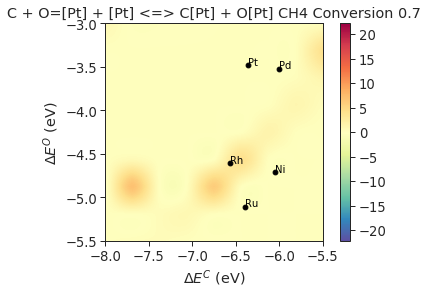 C + O=[Pt] + [Pt] <=> C[Pt] + O[Pt] CH4 Conversion 0.7
−3.0
−3.5
−4.0
−4.5
−5.0
−5.5
ΔE^O (eV)
Pt
Pd
Rh
Ni
Ru
−8.0 −7.5 −7.0 −6.5 −6.0 −5.5
ΔE^C (eV)
20
15
10
5
0
−5
−10
−15
−20